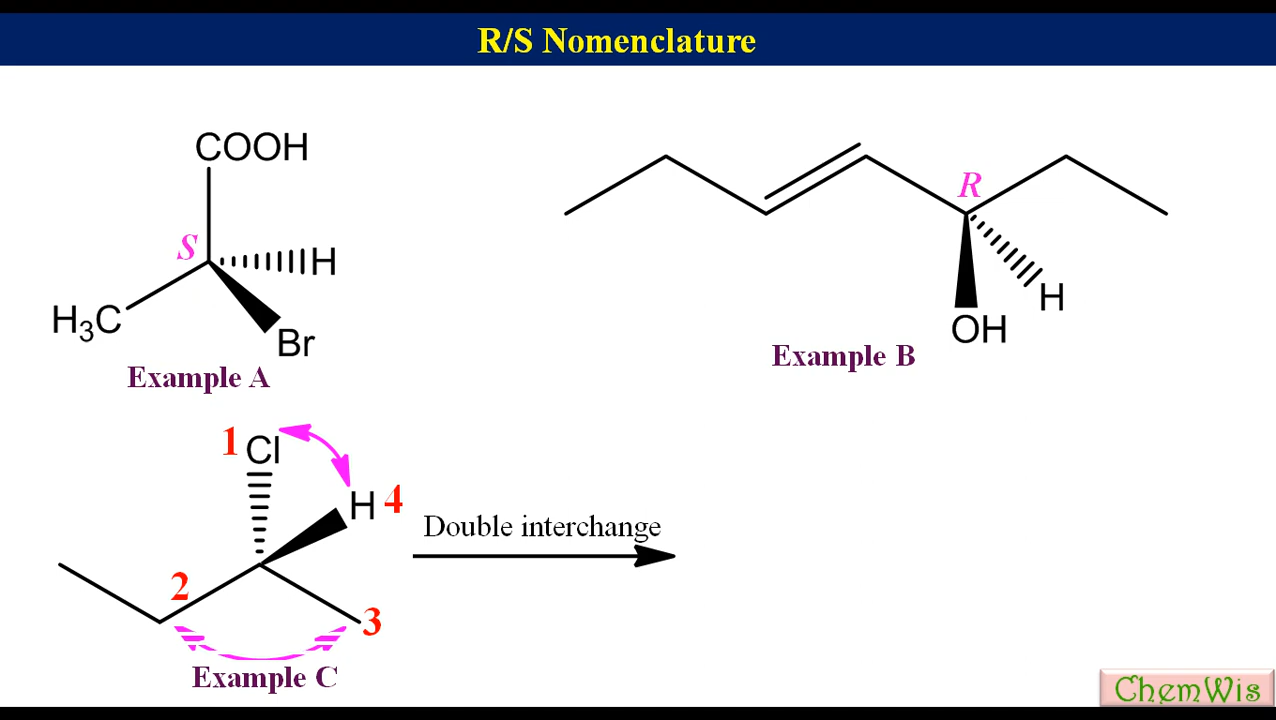 R/S Nomenclature
COOH
S
H
H3C
Br
Example A
R
H
OH
Example B
1 Cl
H 4
Double interchange
2
3
Example C
ChemWis